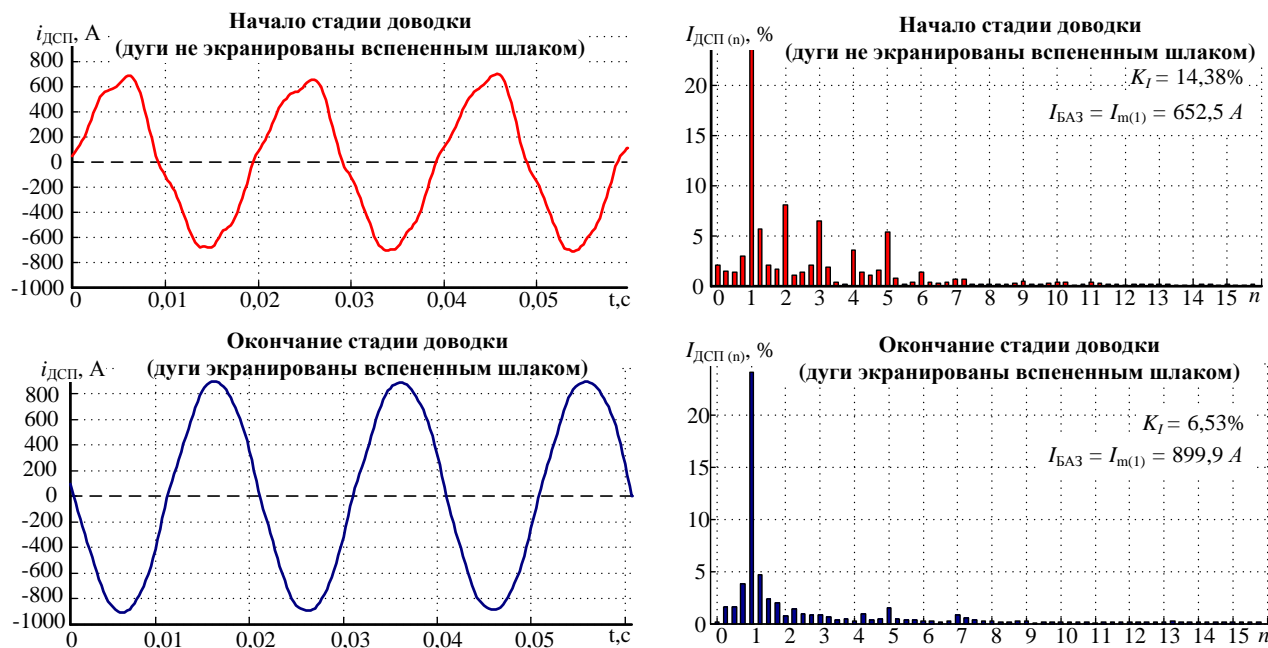 Начало стадии доводки
(дуги не экранированы вспененным шлаком)
iДСП, А
800
600
400
200
0
-200
-400
-600
-800
-1000
0 0,01 0,02 0,03 0,04 0,05 t,с
Начало стадии доводки
(дуги не экранированы вспененным шлаком)
IДСП (n), %
KI = 14,38%
IБАЗ = Im(1) = 652,5 А
20
15
10
5
0
0 1 2 3 4 5 6 7 8 9 10 11 12 13 14 15 n
Окончание стадии доводки
(дуги экранированы вспененным шлаком)
iДСП, А
800
600
400
200
0
-200
-400
-600
-800
-1000
0 0,01 0,02 0,03 0,04 0,05 t,с
Окончание стадии доводки
(дуги экранированы вспененным шлаком)
IДСП (n), %
KI = 6,53%
IБАЗ = Im(1) = 899,9 А
20
15
10
5
0
0 1 2 3 4 5 6 7 8 9 10 11 12 13 14 15 n